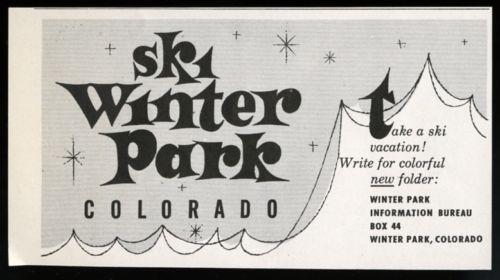 ski
Winter
Park
COLORADO
take a ski
vacation!
Write for colorful
new folder:
WINTER PARK
INFORMATION BUREAU
BOX 44
WINTER PARK, COLORADO